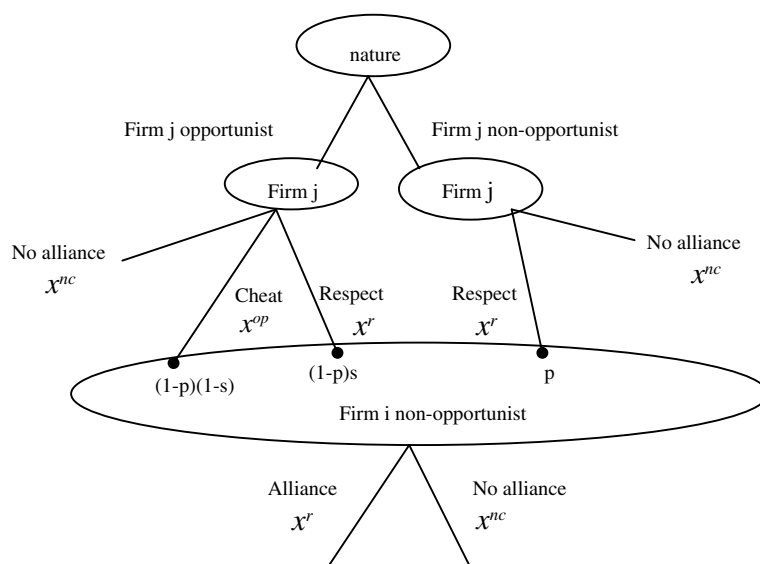 nature
Firm j opportunist
Firm j non-opportunist
Firm j
Firm j
No alliance
x^{nc}
Cheat
x^{op}
Respect
x^r
Respect
x^r
No alliance
x^{nc}
(1-p)(1-s)
(1-p)s
p
Firm i non-opportunist
Alliance
x^r
No alliance
x^{nc}